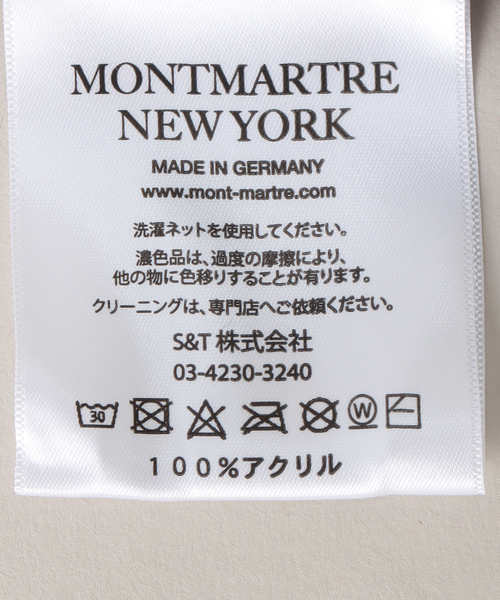 MONTMARTRE
NEW YORK
MADE IN GERMANY
www.mont-martre.com
洗濯ネットを使用してください。
濃色品は、過度の摩擦により、
他の物に色移りすることが有ります。
クリーニングは、専門店へご依頼ください。
S&T 株式会社
03-4230-3240
30 W
100%アクリル